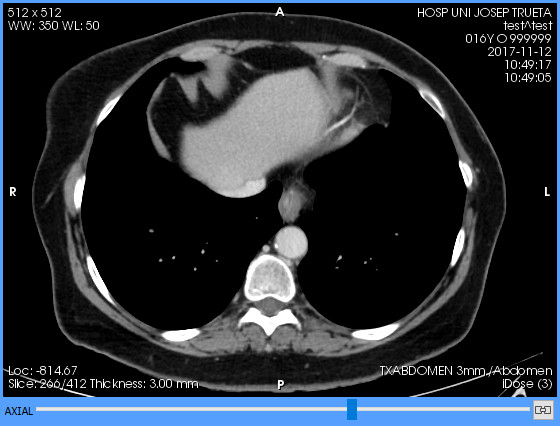 512 x 512
WW: 350 WL: 50
A
HOSP UNI JOSEP TRUETA
test^test
016Y O 999999
2017-11-12
10:49:17
10:49:05
R
L
Loc: -814.67
Slice: 266/412 Thickness: 3.00 mm
P
TXABDOMEN 3mm./Abdomen
iDose (3)
AXIAL